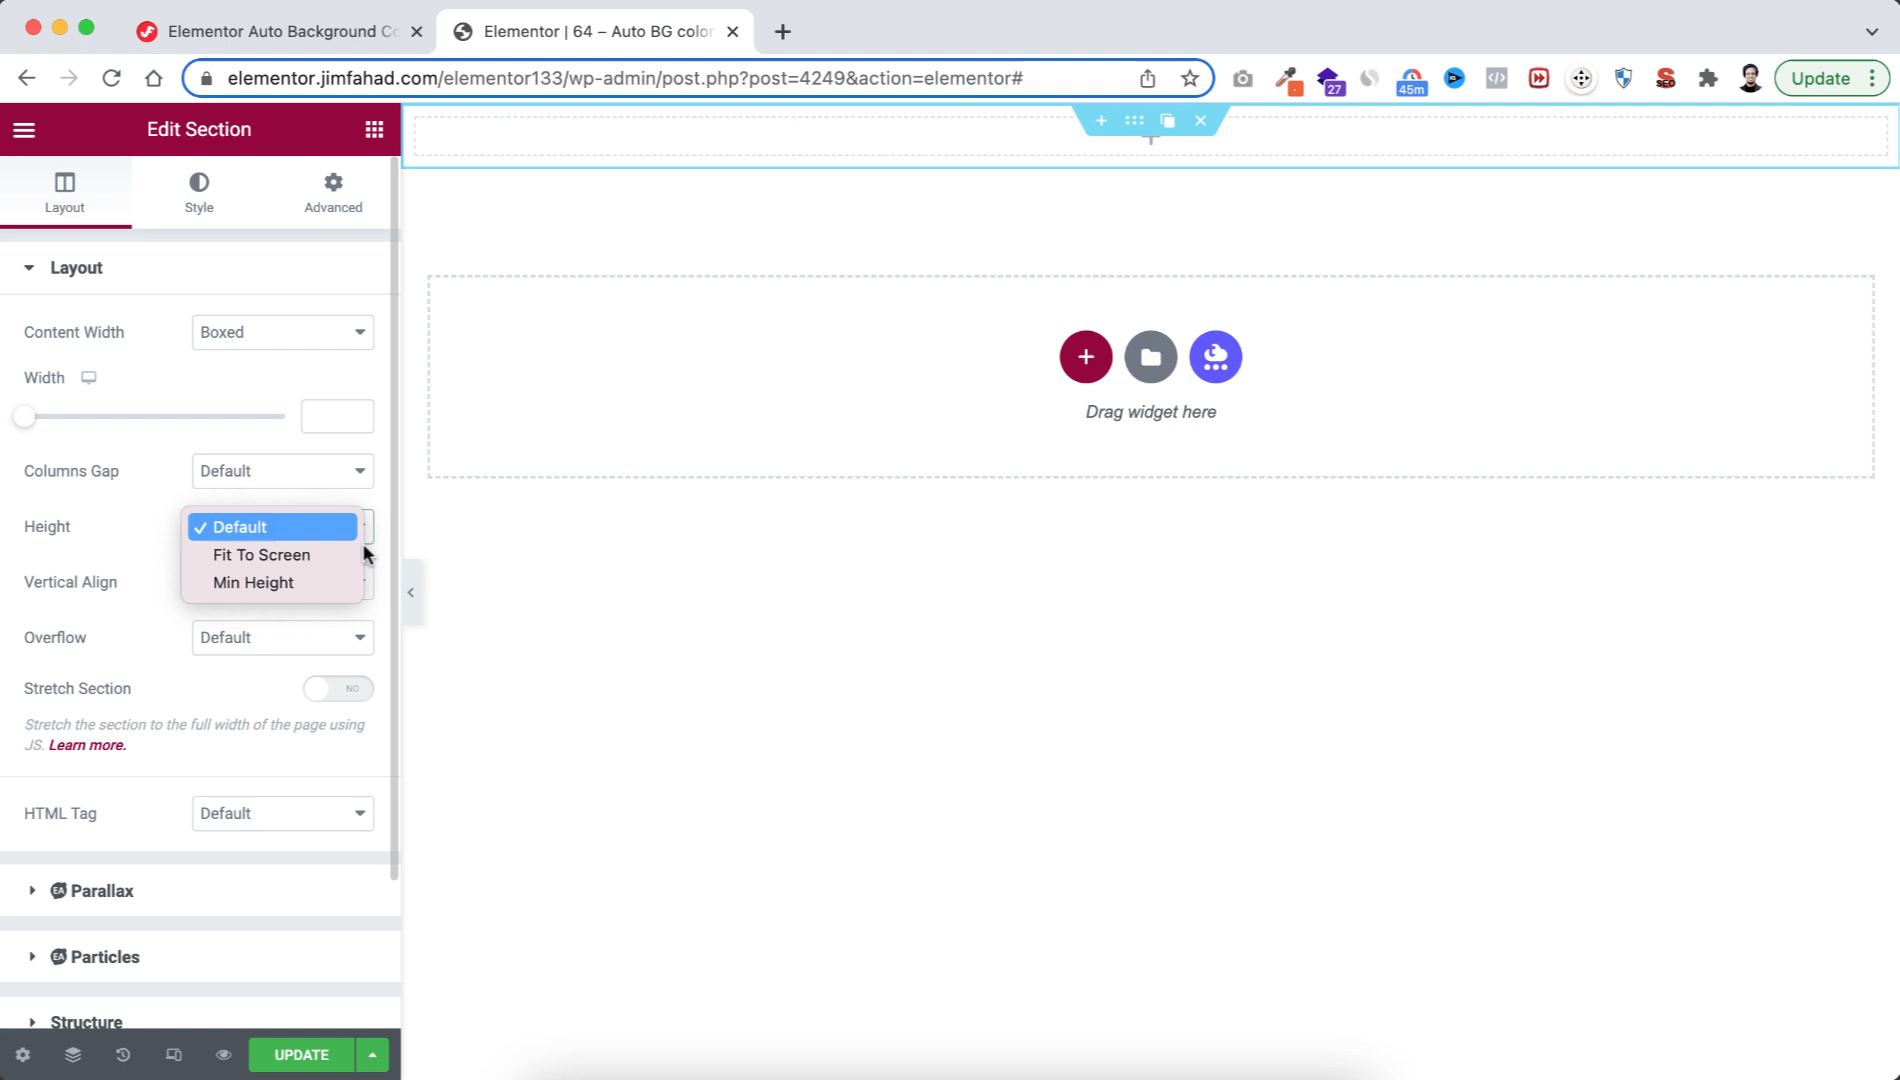 Elementor Auto Background Co
Elementor | 64 – Auto BG color
elementor.jimfahad.com/elementor133/wp-admin/post.php?post=4249&action=elementor#
27
45m
SEO
Update
Edit Section
Layout
Style
Advanced
Layout
Content Width
Boxed
Width
Columns Gap
Default
Height
Default
Fit To Screen
Min Height
Vertical Align
Overflow
Default
Stretch Section
NO
Stretch the section to the full width of the page using
JS. Learn more.
HTML Tag
Default
EA Parallax
EA Particles
Structure
UPDATE
Drag widget here